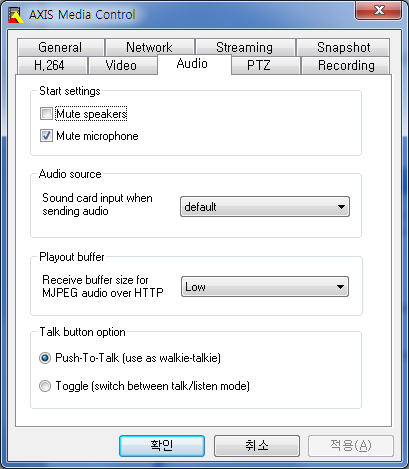 AXIS Media Control
General Network Streaming Snapshot
H.264 Video Audio PTZ Recording
Start settings
Mute speakers
Mute microphone
Audio source
Sound card input when
sending audio
default
Playout buffer
Receive buffer size for
MJPEG audio over HTTP
Low
Talk button option
Push-To-Talk (use as walkie-talkie)
Toggle (switch between talk/listen mode)
확인 취소 적용(A)